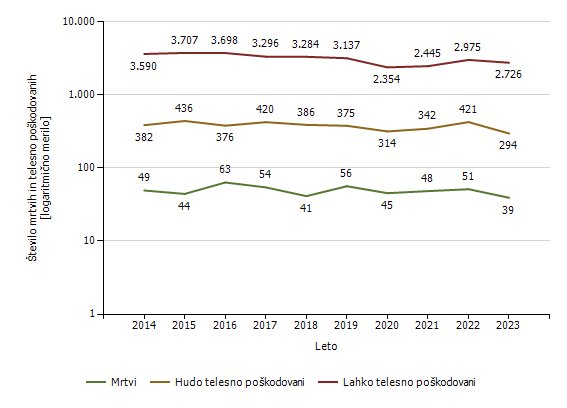 10.000
1.000
100
10
1
Število mrtvih in telesno poškodovanih
[logaritmično merilo]
3.590 3.707 3.698 3.296 3.284 3.137 2.354 2.445 2.975 2.726
382 436 376 420 386 375 314 342 421 294
49 44 63 54 41 56 45 48 51 39
2014 2015 2016 2017 2018 2019 2020 2021 2022 2023
Leto
Mrtvi Hudo telesno poškodovani Lahko telesno poškodovani